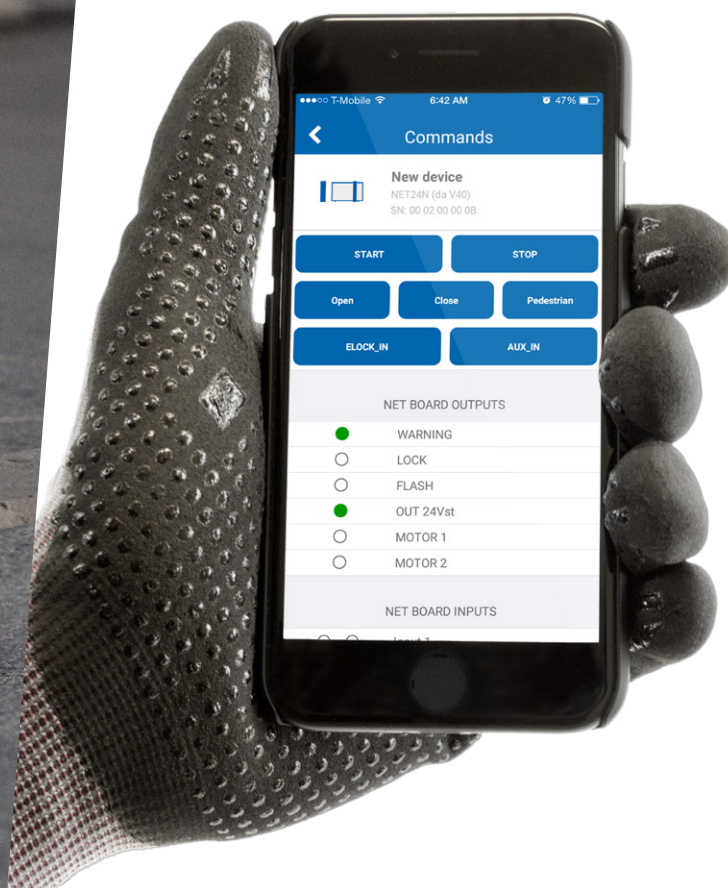 T-Mobile 6:42 AM 47%
Commands
New device
NET24N (da V40)
SN: 00 02 00 00 0B
START STOP
Open Close Pedestrian
ELOCK_IN AUX_IN
NET BOARD OUTPUTS
WARNING
LOCK
FLASH
OUT 24Vst
MOTOR 1
MOTOR 2
NET BOARD INPUTS
Input 1